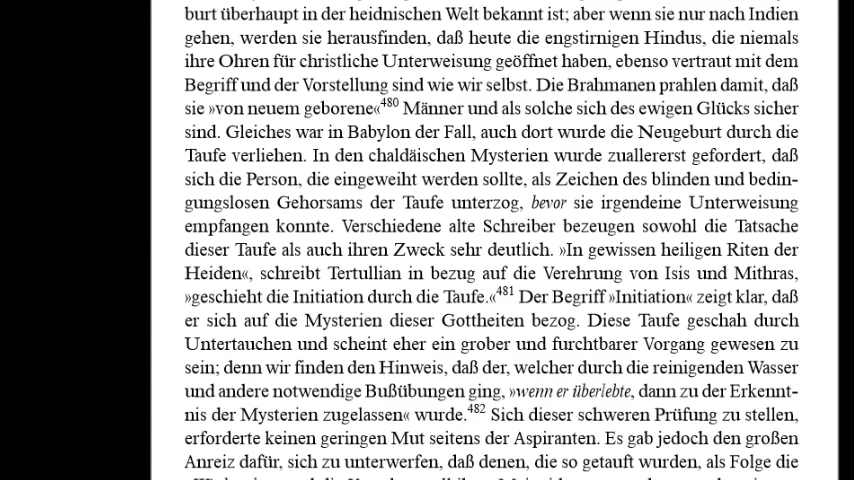 burt überhaupt in der heidnischen Welt bekannt ist; aber wenn sie nur nach Indien
gehen, werden sie herausfinden, daß heute die engstirnigen Hindus, die niemals
ihre Ohren für christliche Unterweisung geöffnet haben, ebenso vertraut mit dem
Begriff und der Vorstellung sind wie wir selbst. Die Brahmanen prahlen damit, daß
sie »von neuem geborene«480 Männer und als solche sich des ewigen Glücks sicher
sind. Gleiches war in Babylon der Fall, auch dort wurde die Neugeburt durch die
Taufe verliehen. In den chaldäischen Mysterien wurde zuallererst gefordert, daß
sich die Person, die eingeweiht werden sollte, als Zeichen des blinden und bedin-
gungslosen Gehorsams der Taufe unterzog, bevor sie irgendeine Unterweisung
empfangen konnte. Verschiedene alte Schreiber bezeugen sowohl die Tatsache
dieser Taufe als auch ihren Zweck sehr deutlich. »In gewissen heiligen Riten der
Heiden«, schreibt Tertullian in bezug auf die Verehrung von Isis und Mithras,
»geschieht die Initiation durch die Taufe.«481 Der Begriff »Initiation« zeigt klar, daß
er sich auf die Mysterien dieser Gottheiten bezog. Diese Taufe geschah durch
Untertauchen und scheint eher ein grober und furchtbarer Vorgang gewesen zu
sein; denn wir finden den Hinweis, daß der, welcher durch die reinigenden Wasser
und andere notwendige Bußübungen ging, »wenn er überlebte, dann zu der Erkennt-
nis der Mysterien zugelassen« wurde.482 Sich dieser schweren Prüfung zu stellen,
erforderte keinen geringen Mut seitens der Aspiranten. Es gab jedoch den großen
Anreiz dafür, sich zu unterwerfen, daß denen, die so getauft wurden, als Folge die